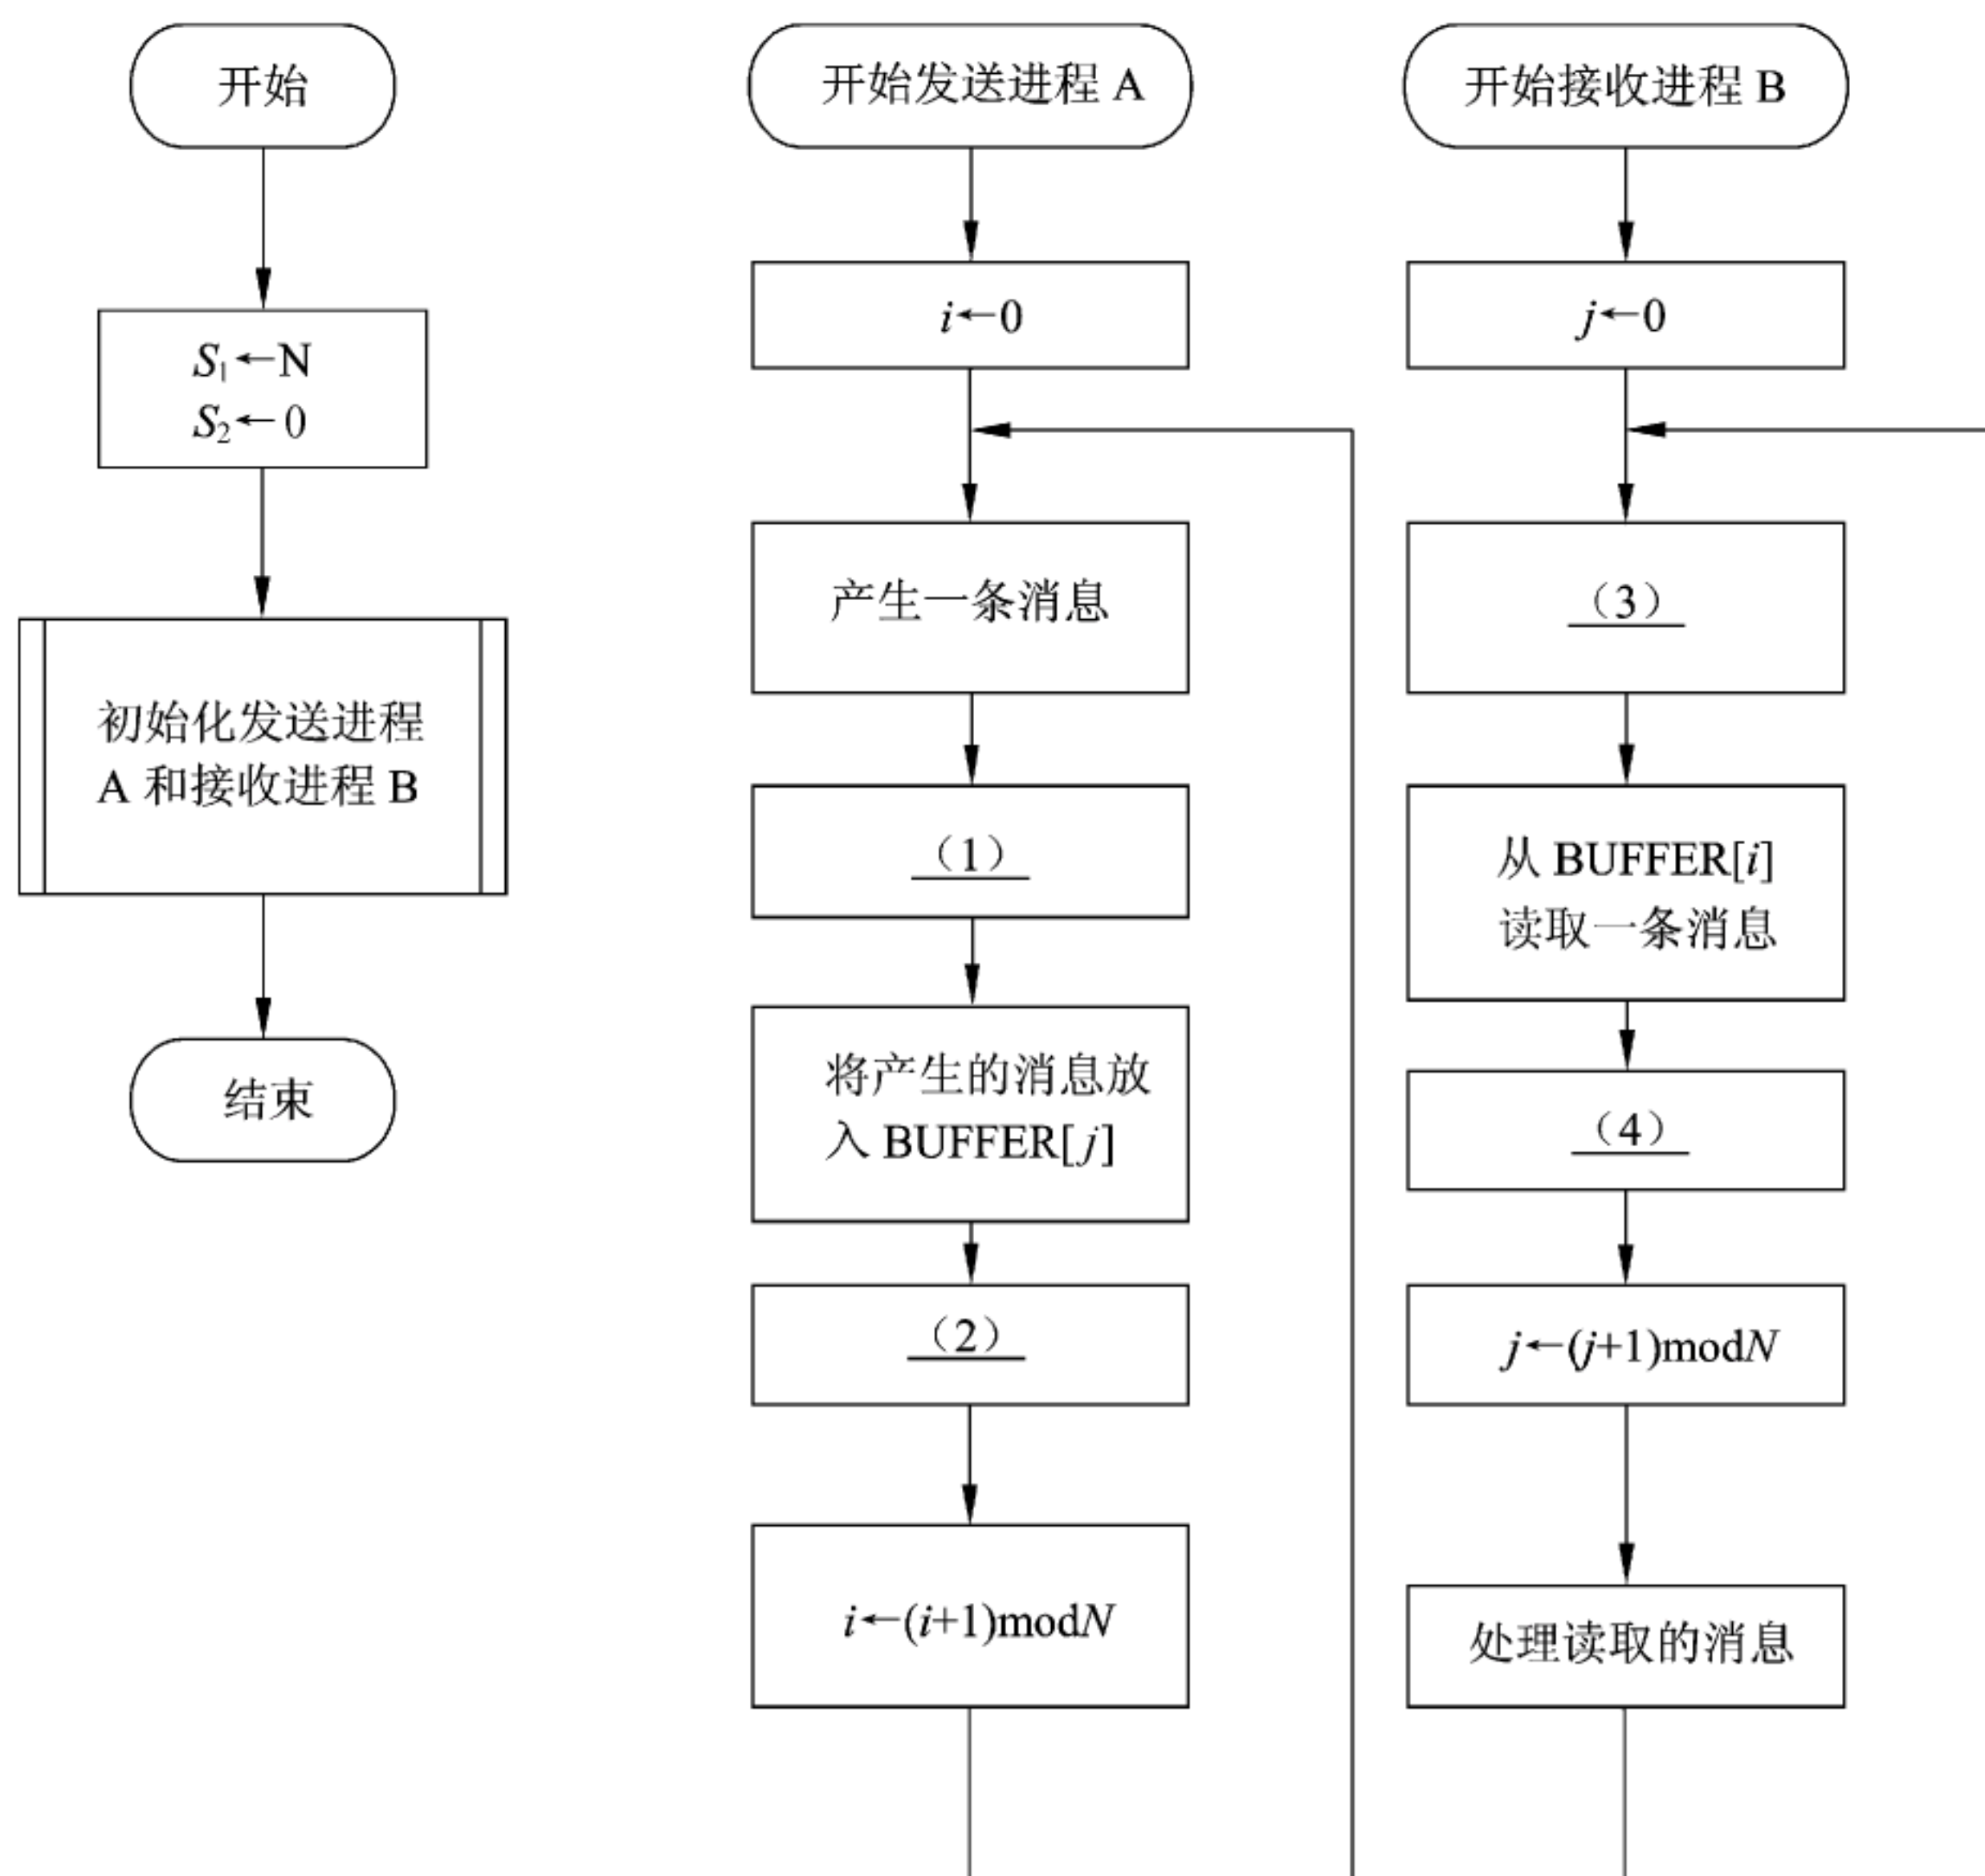 开始
S₁←N
S₂←0
初始化发送进程
A 和接收进程 B
结束
开始发送进程 A
i←0
产生一条消息
（1）
将产生的消息放
入 BUFFER[j]
（2）
i←(i+1)modN
开始接收进程 B
j←0
（3）
从 BUFFER[i]
读取一条消息
（4）
j←(j+1)modN
处理读取的消息